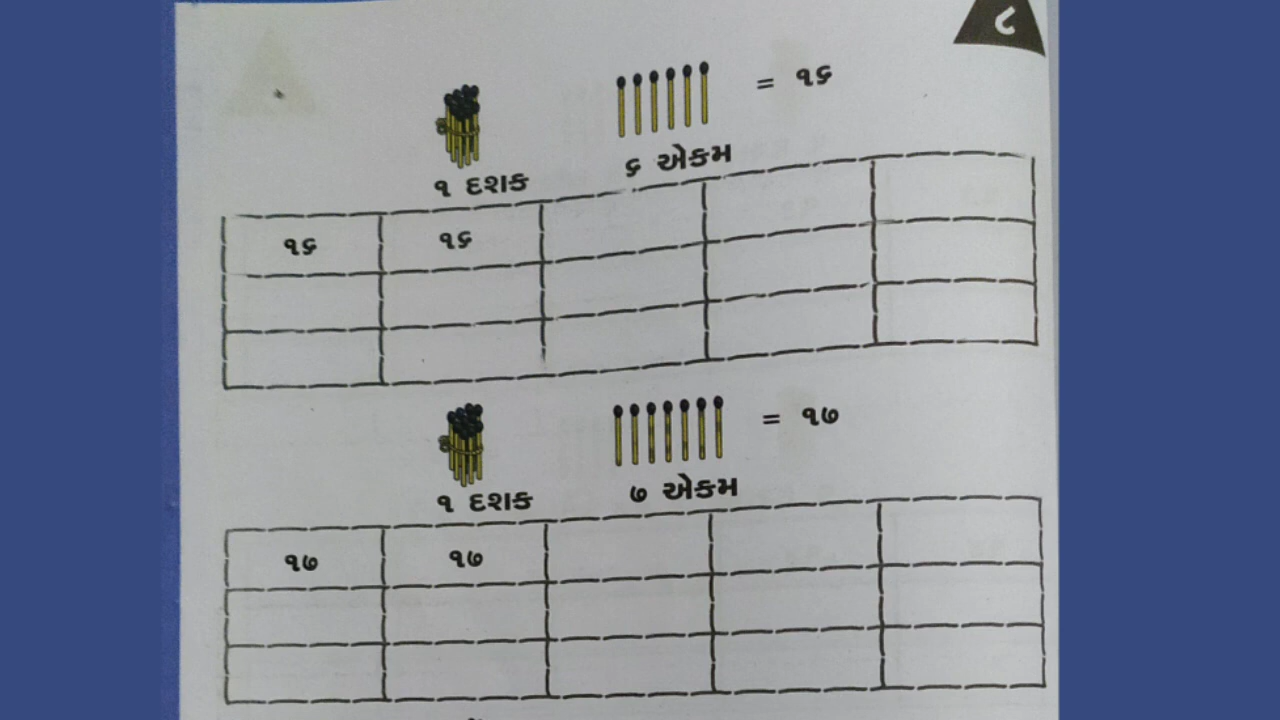 ૮
= ૧૬
૧ દશક ૬ એકમ
૧૬ ૧૬
= ૧૭
૧ દશક ૭ એકમ
૧૭ ૧૭